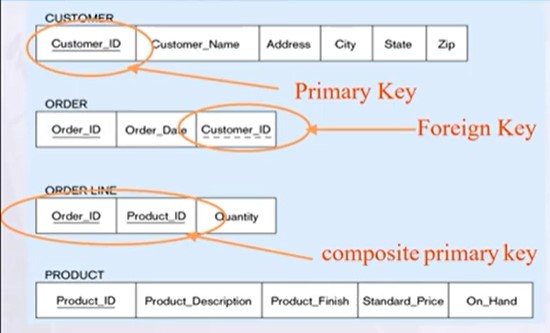 CUSTOMER
Customer_ID Customer_Name Address City State Zip
Primary Key
ORDER
Order_ID Order_Date Customer_ID
Foreign Key
ORDER LINE
Order_ID Product_ID Quantity
composite primary key
PRODUCT
Product_ID Product_Description Product_Finish Standard_Price On_Hand